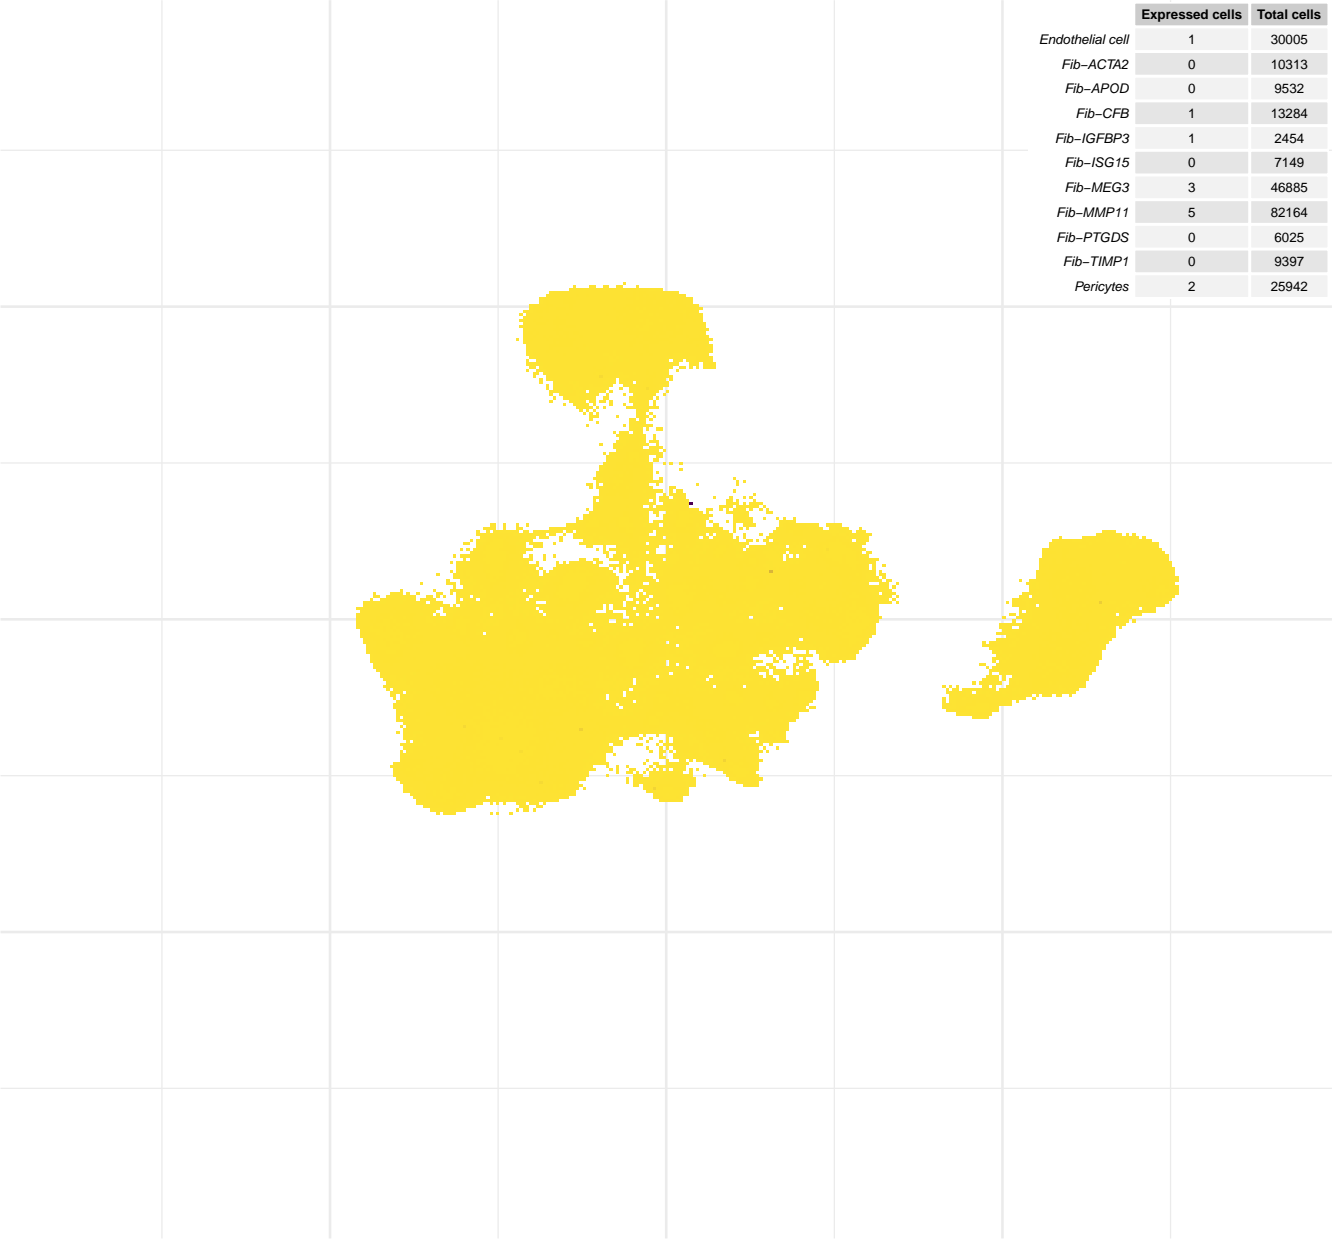 Expressed cells Total cells
Endothelial cell 1 30005
Fib−ACTA2 0 10313
Fib−APOD 0 9532
Fib−CFB 1 13284
Fib−IGFBP3 1 2454
Fib−ISG15 0 7149
Fib−MEG3 3 46885
Fib−MMP11 5 82164
Fib−PTGDS 0 6025
Fib−TIMP1 0 9397
Pericytes 2 25942